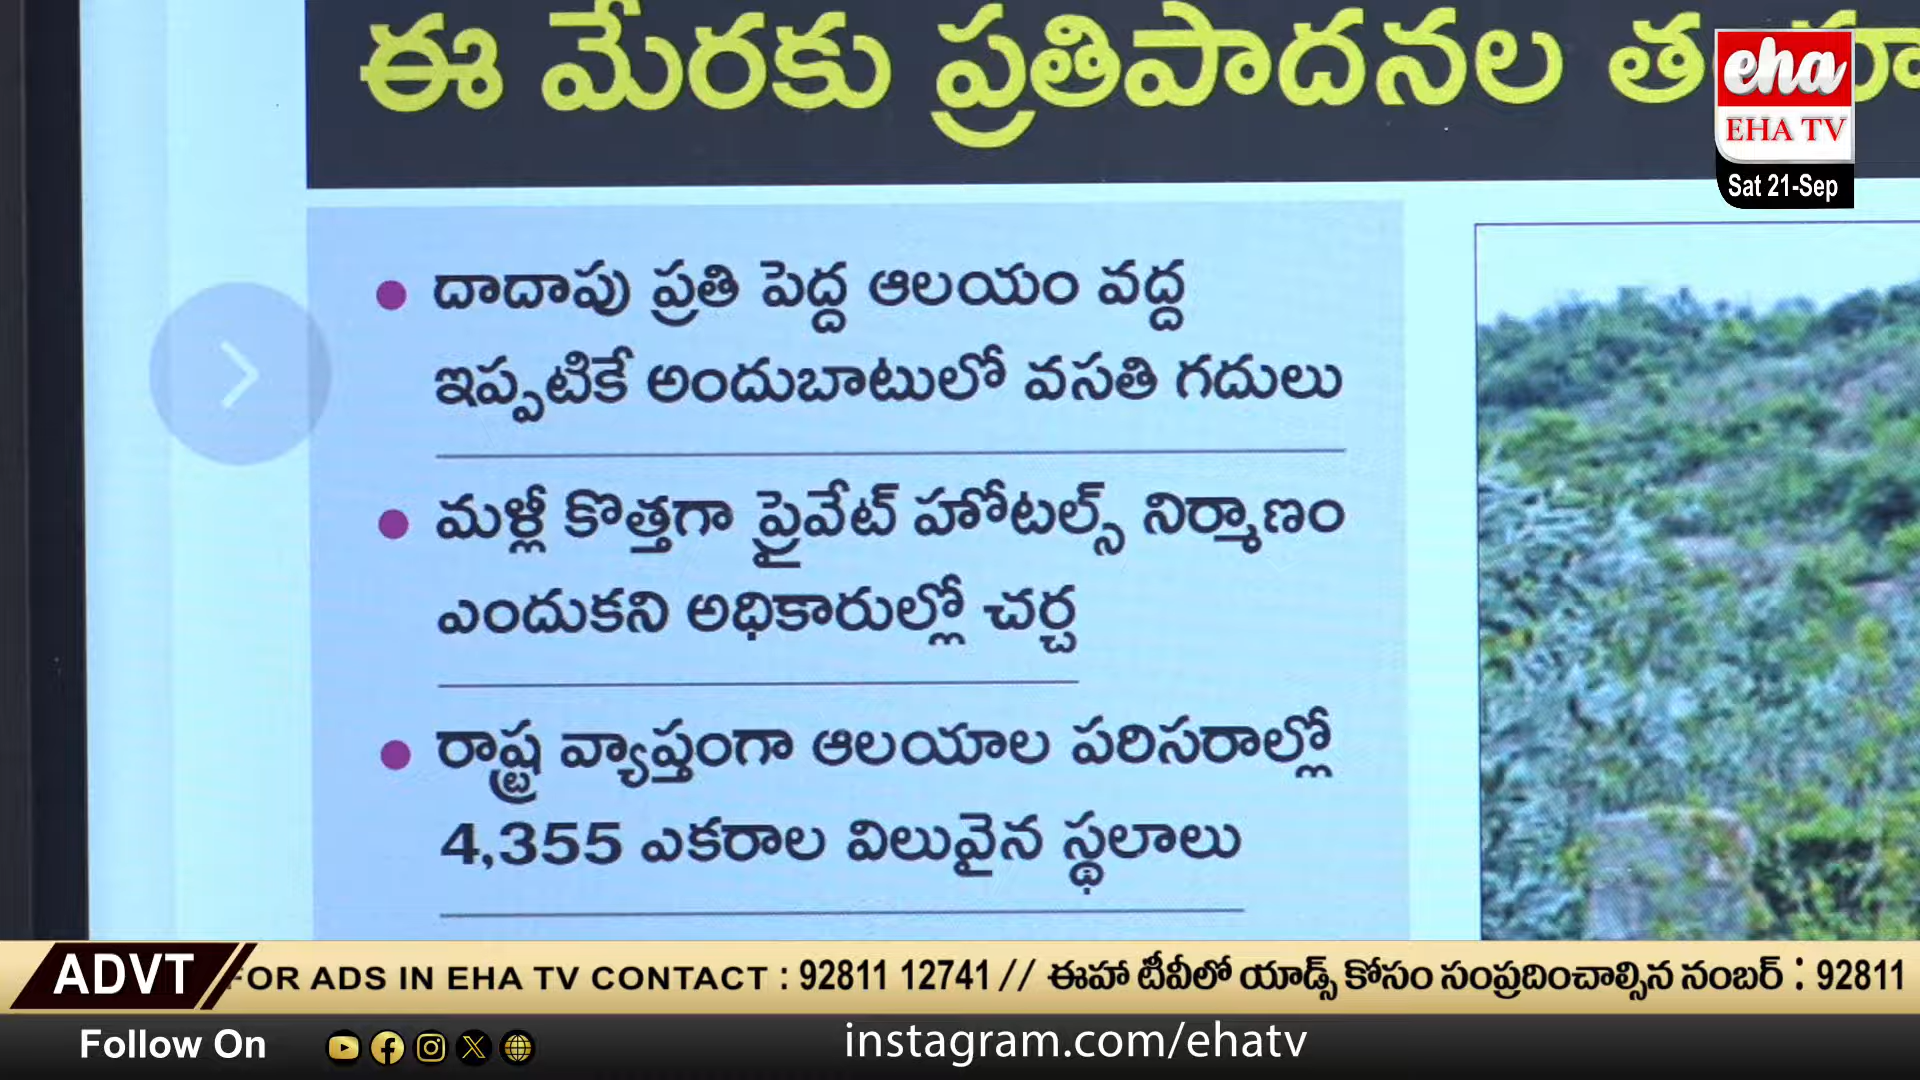 ఈ మేరకు ప్రతిపాదనల
eha
EHA TV
Sat 21-Sep
దాదాపు ప్రతి పెద్ద ఆలయం వద్ద
ఇప్పటికే అందుబాటులో వసతి గదులు
మళ్లీ కొత్తగా ప్రైవేట్ హోటల్స్ నిర్మాణం
ఎందుకని అధికారుల్లో చర్చ
రాష్ట్ర వ్యాప్తంగా ఆలయాల పరిసరాల్లో
4,355 ఎకరాల విలువైన స్థలాలు
ADVT FOR ADS IN EHA TV CONTACT : 92811 12741 // ఈహా టీవీలో యాడ్స్ కోసం సంప్రదించాల్సిన నంబర్ : 92811
Follow On instagram.com/ehatv